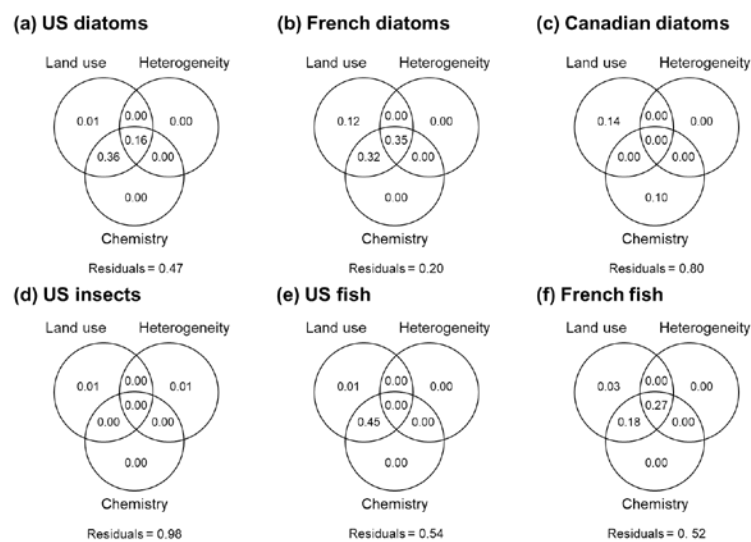 (a) US diatoms (b) French diatoms (c) Canadian diatoms
Land use Heterogeneity Land use Heterogeneity Land use Heterogeneity
0.01 0.00 0.00 0.12 0.00 0.00 0.14 0.00 0.00
0.16 0.35 0.00
0.36 0.00 0.32 0.00 0.00 0.00
0.00 0.00 0.10
Chemistry Chemistry Chemistry
Residuals = 0.47 Residuals = 0.20 Residuals = 0.80
(d) US insects (e) US fish (f) French fish
Land use Heterogeneity Land use Heterogeneity Land use Heterogeneity
0.01 0.00 0.01 0.01 0.00 0.00 0.03 0.00 0.00
0.00 0.00 0.27
0.00 0.00 0.45 0.00 0.18 0.00
0.00 0.00 0.00
Chemistry Chemistry Chemistry
Residuals = 0.98 Residuals = 0.54 Residuals = 0. 52